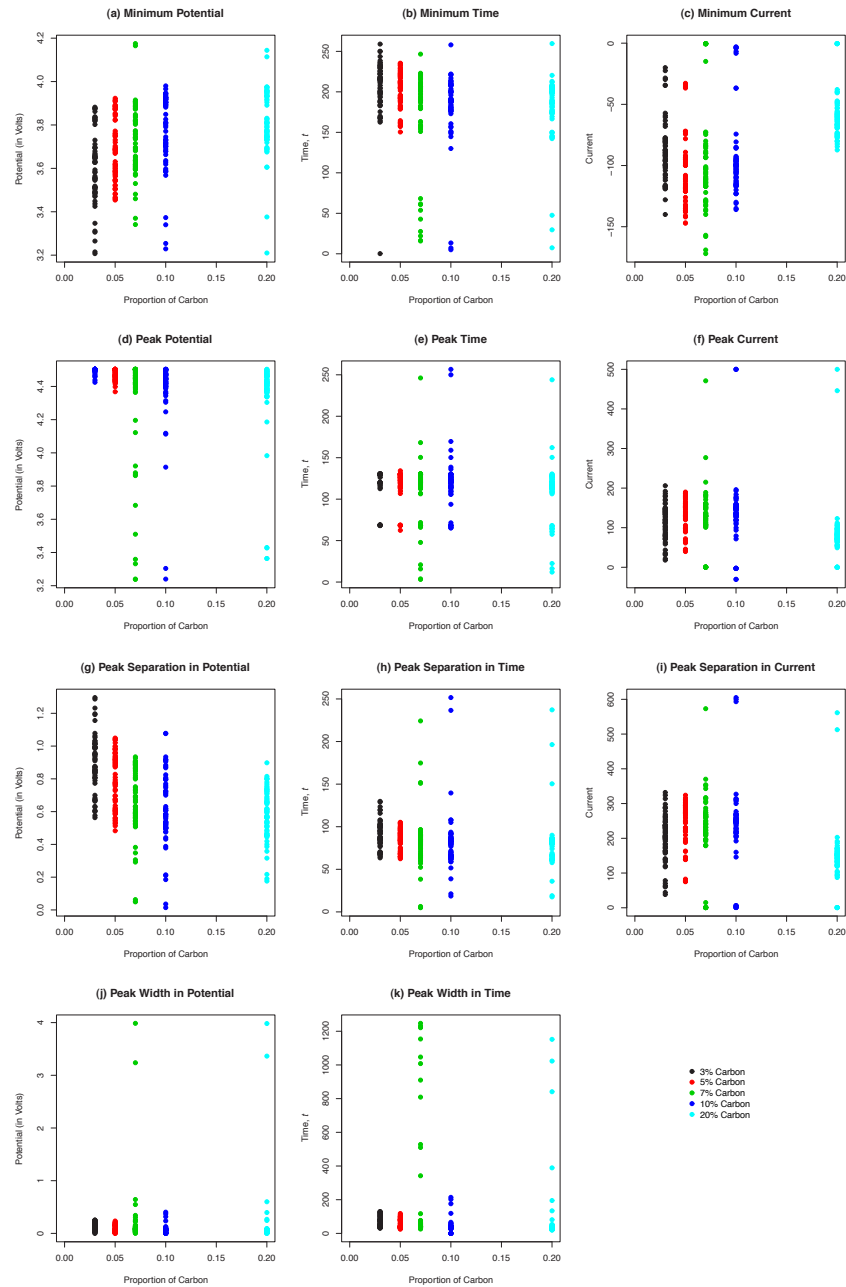 (a) Minimum Potential
Potential (in Volts)
4.2
4.0
3.8
3.6
3.4
3.2
0.00 0.05 0.10 0.15 0.20
Proportion of Carbon
(b) Minimum Time
Time, t
250
200
150
100
50
0
0.00 0.05 0.10 0.15 0.20
Proportion of Carbon
(c) Minimum Current
Current
0
−50
−100
−150
0.00 0.05 0.10 0.15 0.20
Proportion of Carbon
(d) Peak Potential
Potential (in Volts)
4.4
4.2
4.0
3.8
3.6
3.4
3.2
0.00 0.05 0.10 0.15 0.20
Proportion of Carbon
(e) Peak Time
Time, t
250
200
150
100
50
0
0.00 0.05 0.10 0.15 0.20
Proportion of Carbon
(f) Peak Current
Current
500
400
300
200
100
0
0.00 0.05 0.10 0.15 0.20
Proportion of Carbon
(g) Peak Separation in Potential
Potential (in Volts)
1.2
1.0
0.8
0.6
0.4
0.2
0.0
0.00 0.05 0.10 0.15 0.20
Proportion of Carbon
(h) Peak Separation in Time
Time, t
250
200
150
100
50
0
0.00 0.05 0.10 0.15 0.20
Proportion of Carbon
(i) Peak Separation in Current
Current
600
500
400
300
200
100
0
0.00 0.05 0.10 0.15 0.20
Proportion of Carbon
(j) Peak Width in Potential
Potential (in Volts)
4
3
2
1
0
0.00 0.05 0.10 0.15 0.20
Proportion of Carbon
(k) Peak Width in Time
Time, t
1200
1000
800
600
400
200
0
0.00 0.05 0.10 0.15 0.20
Proportion of Carbon
3% Carbon
5% Carbon
7% Carbon
10% Carbon
20% Carbon